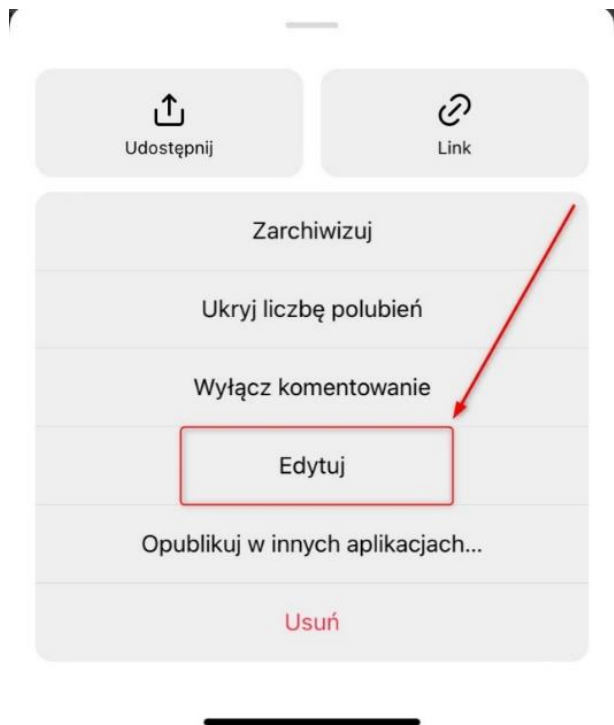 Udostępnij
Link
Zarchiwizuj
Ukryj liczbę polubień
Wyłącz komentowanie
Edytuj
Opublikuj w innych aplikacjach...
Usuń